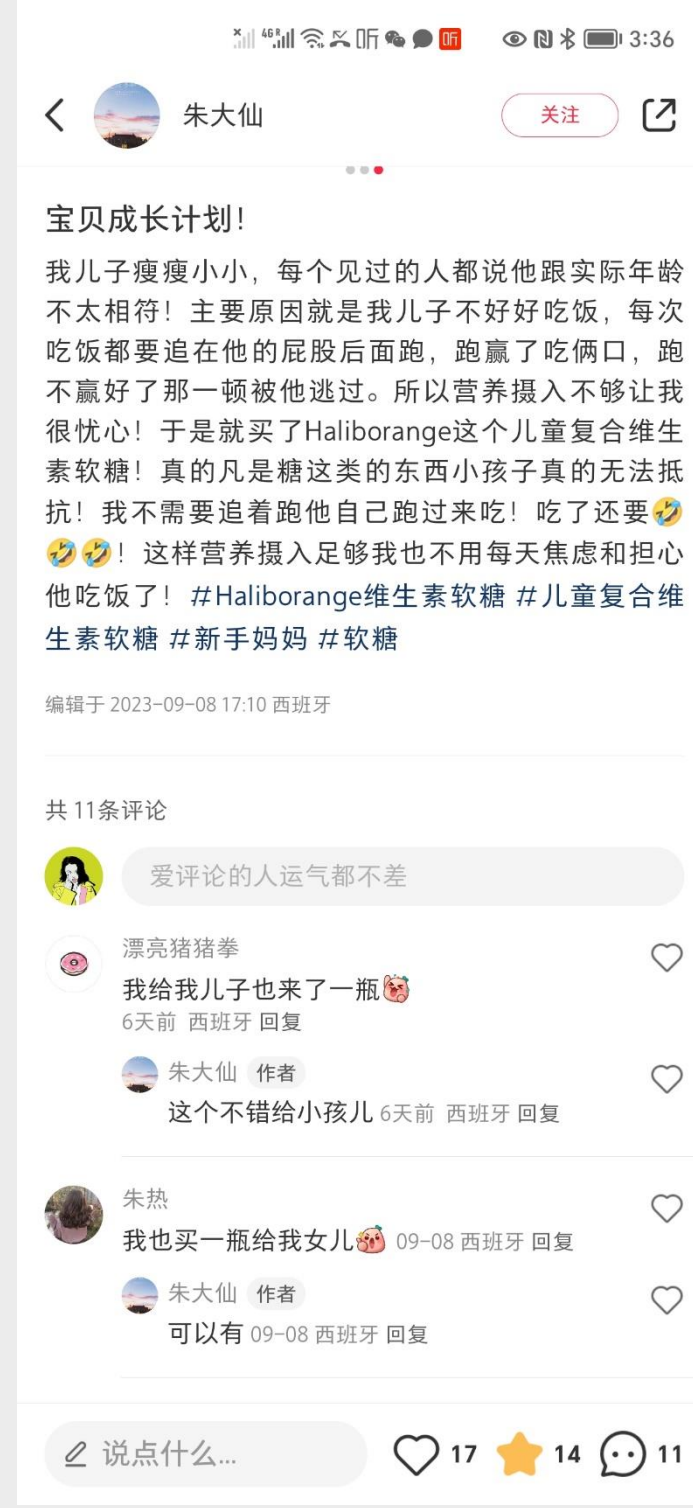 46R 听 听 3:36
朱大仙 关注
宝贝成长计划！
我儿子瘦瘦小小，每个见过的人都说他跟实际年龄
不太相符！主要原因就是我儿子不好好吃饭，每次
吃饭都要追在他的屁股后面跑，跑赢了吃俩口，跑
不赢好了那一顿被他逃过。所以营养摄入不够让我
很忧心！于是就买了Haliborange这个儿童复合维生
素软糖！真的凡是糖这类的东西小孩子真的无法抵
抗！我不需要追着跑他自己跑过来吃！吃了还要🤣
🤣🤣！这样营养摄入足够我也不用每天焦虑和担心
他吃饭了！#Haliborange维生素软糖 #儿童复合维
生素软糖 #新手妈妈 #软糖
编辑于 2023-09-08 17:10 西班牙
共 11条评论
爱评论的人运气都不差
漂亮猪猪拳
我给我儿子也来了一瓶
6天前 西班牙 回复
朱大仙 作者
这个不错给小孩儿 6天前 西班牙 回复
朱热
我也买一瓶给我女儿 09-08 西班牙 回复
朱大仙 作者
可以有 09-08 西班牙 回复
说点什么... 17 14 11